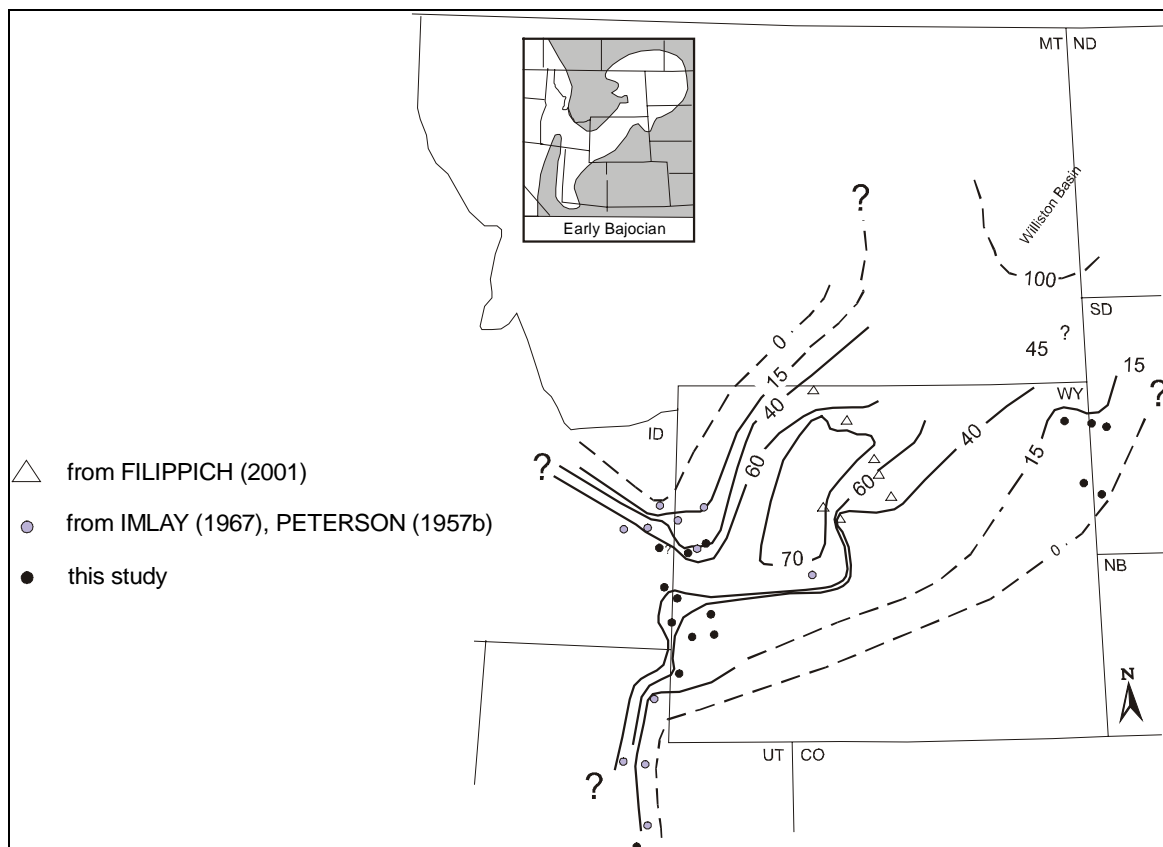 MT ND
Early Bajocian
?
Williston Basin
100
SD
0
45 ?
15
15
40
WY
?
ID
60
40
15
60
?
△ from FILIPPICH (2001)
from IMLAY (1967), PETERSON (1957b)
?
0
70
NB
this study
N
UT CO
?